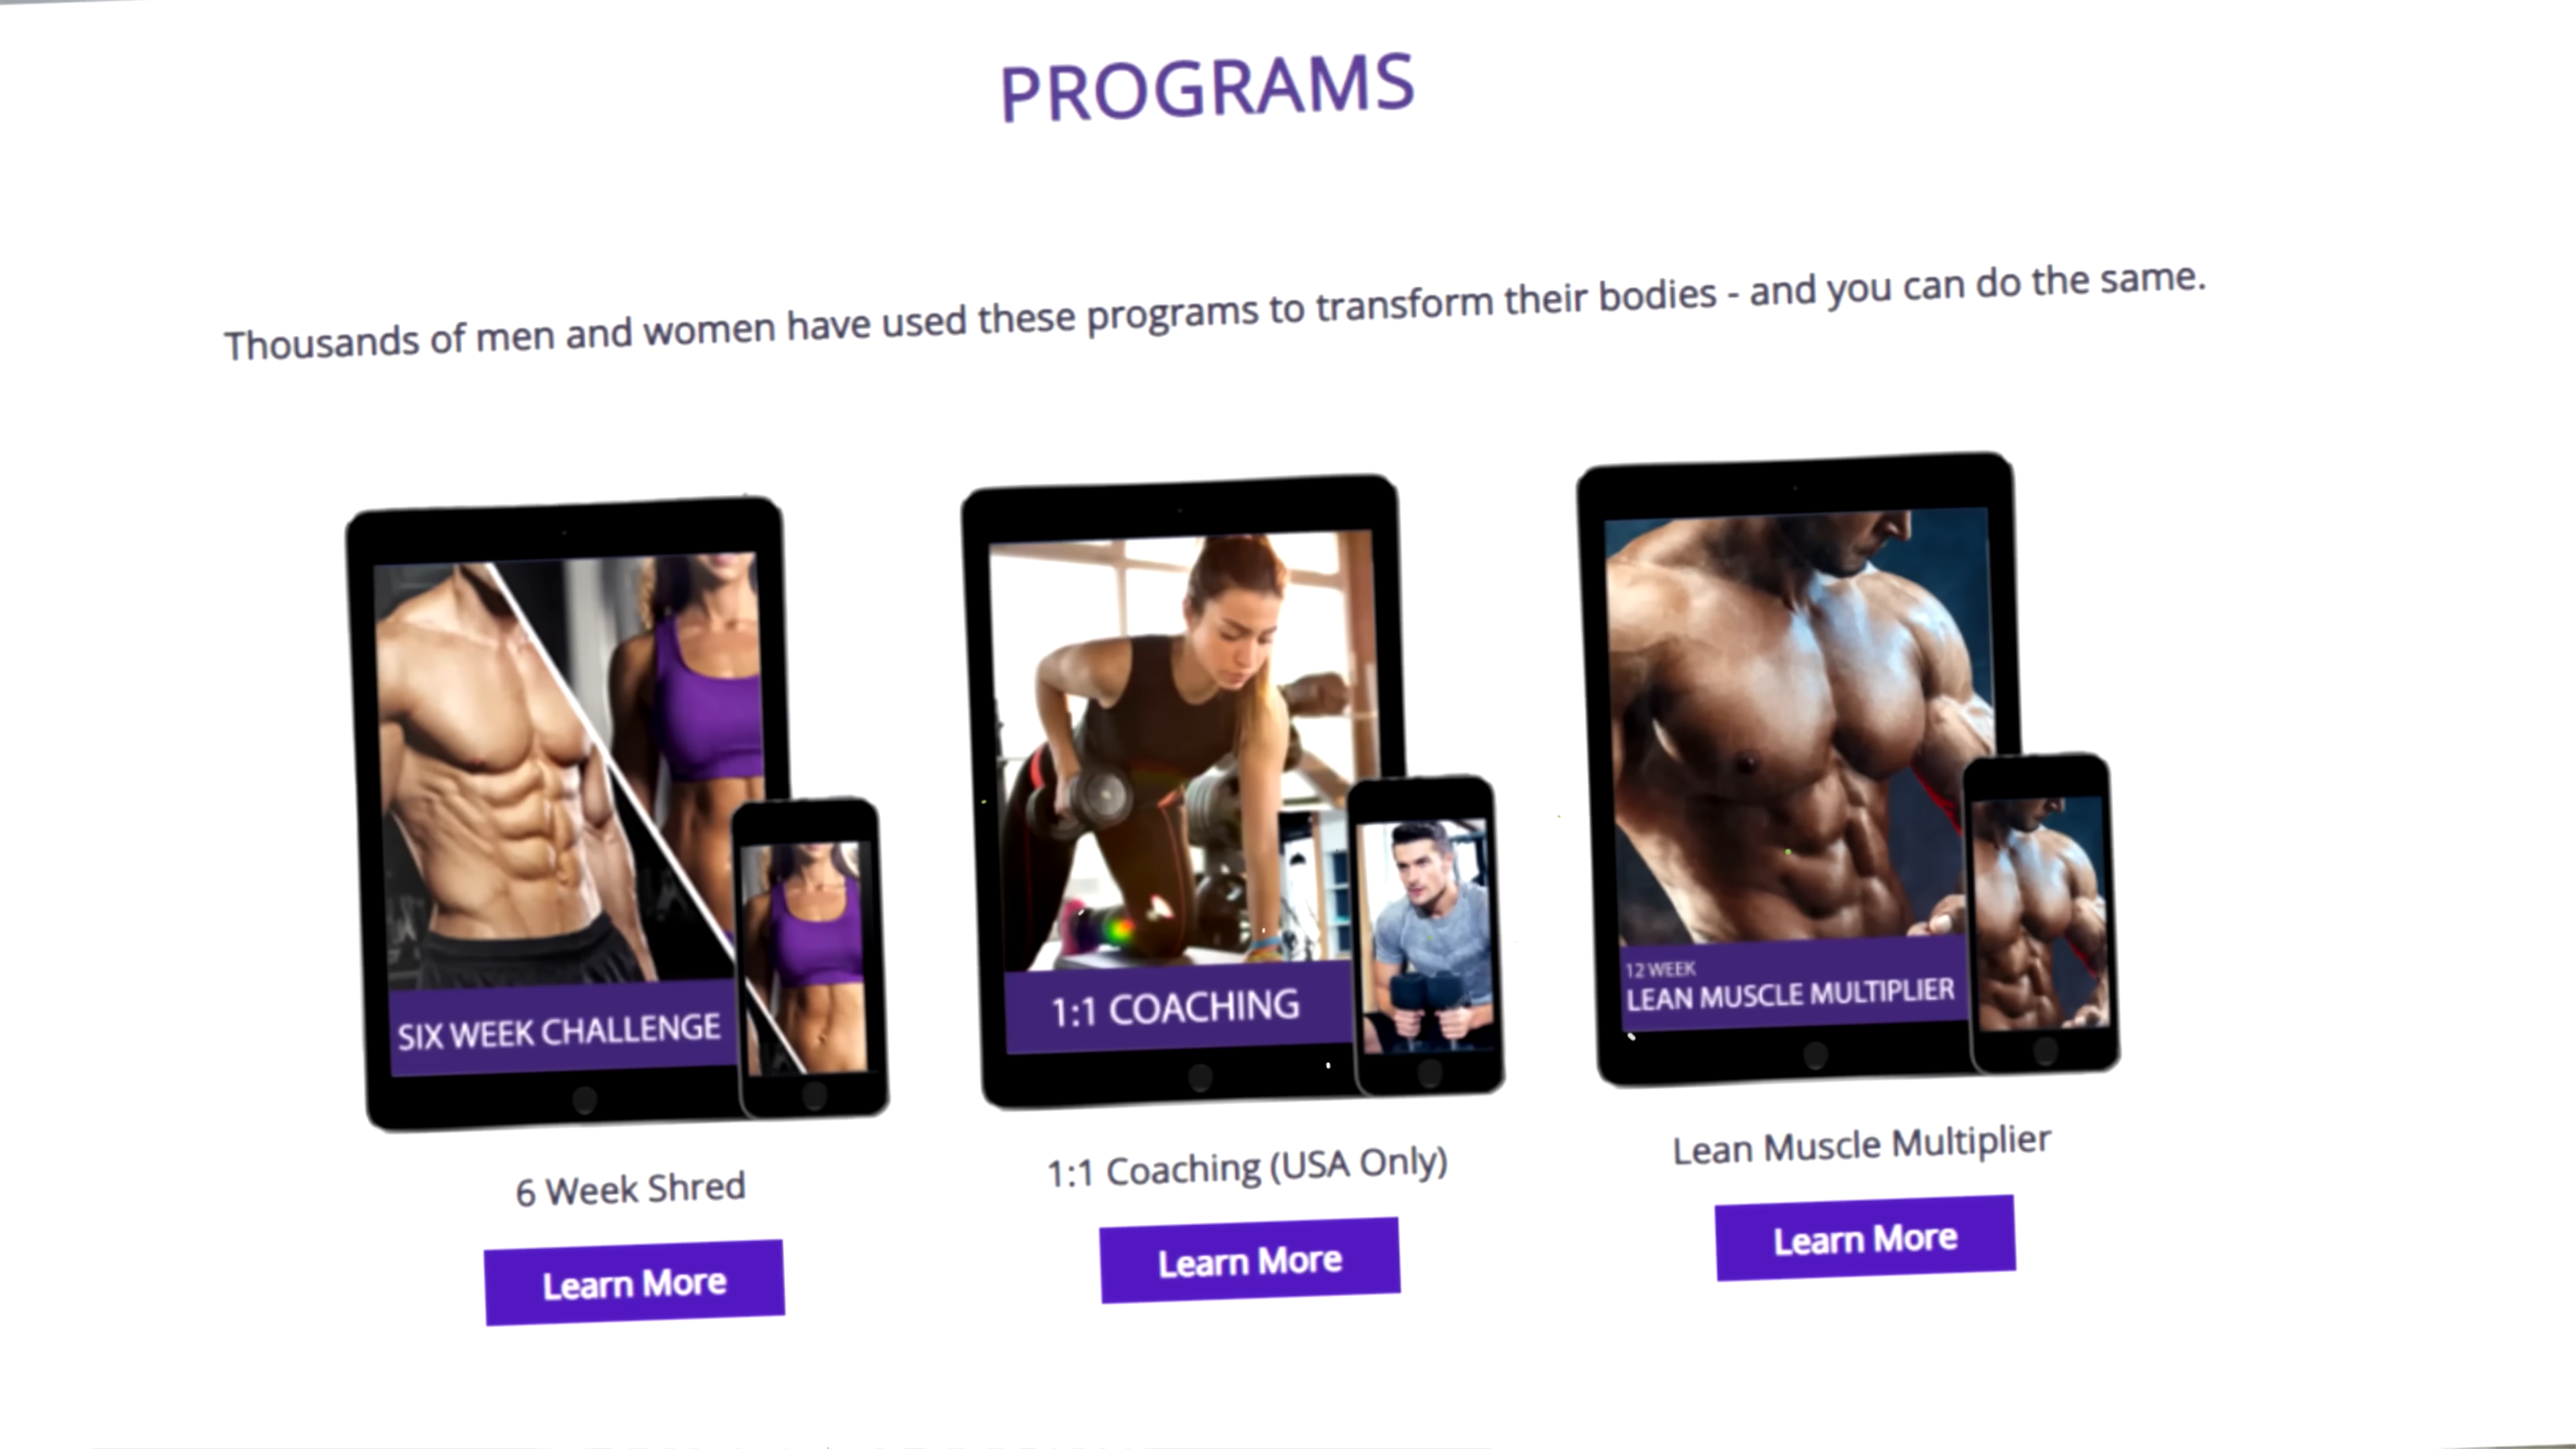 PROGRAMS
Thousands of men and women have used these programs to transform their bodies - and you can do the same.
SIX WEEK CHALLENGE
1:1 COACHING
12 WEEK
LEAN MUSCLE MULTIPLIER
6 Week Shred
1:1 Coaching (USA Only)
Lean Muscle Multiplier
Learn More
Learn More
Learn More